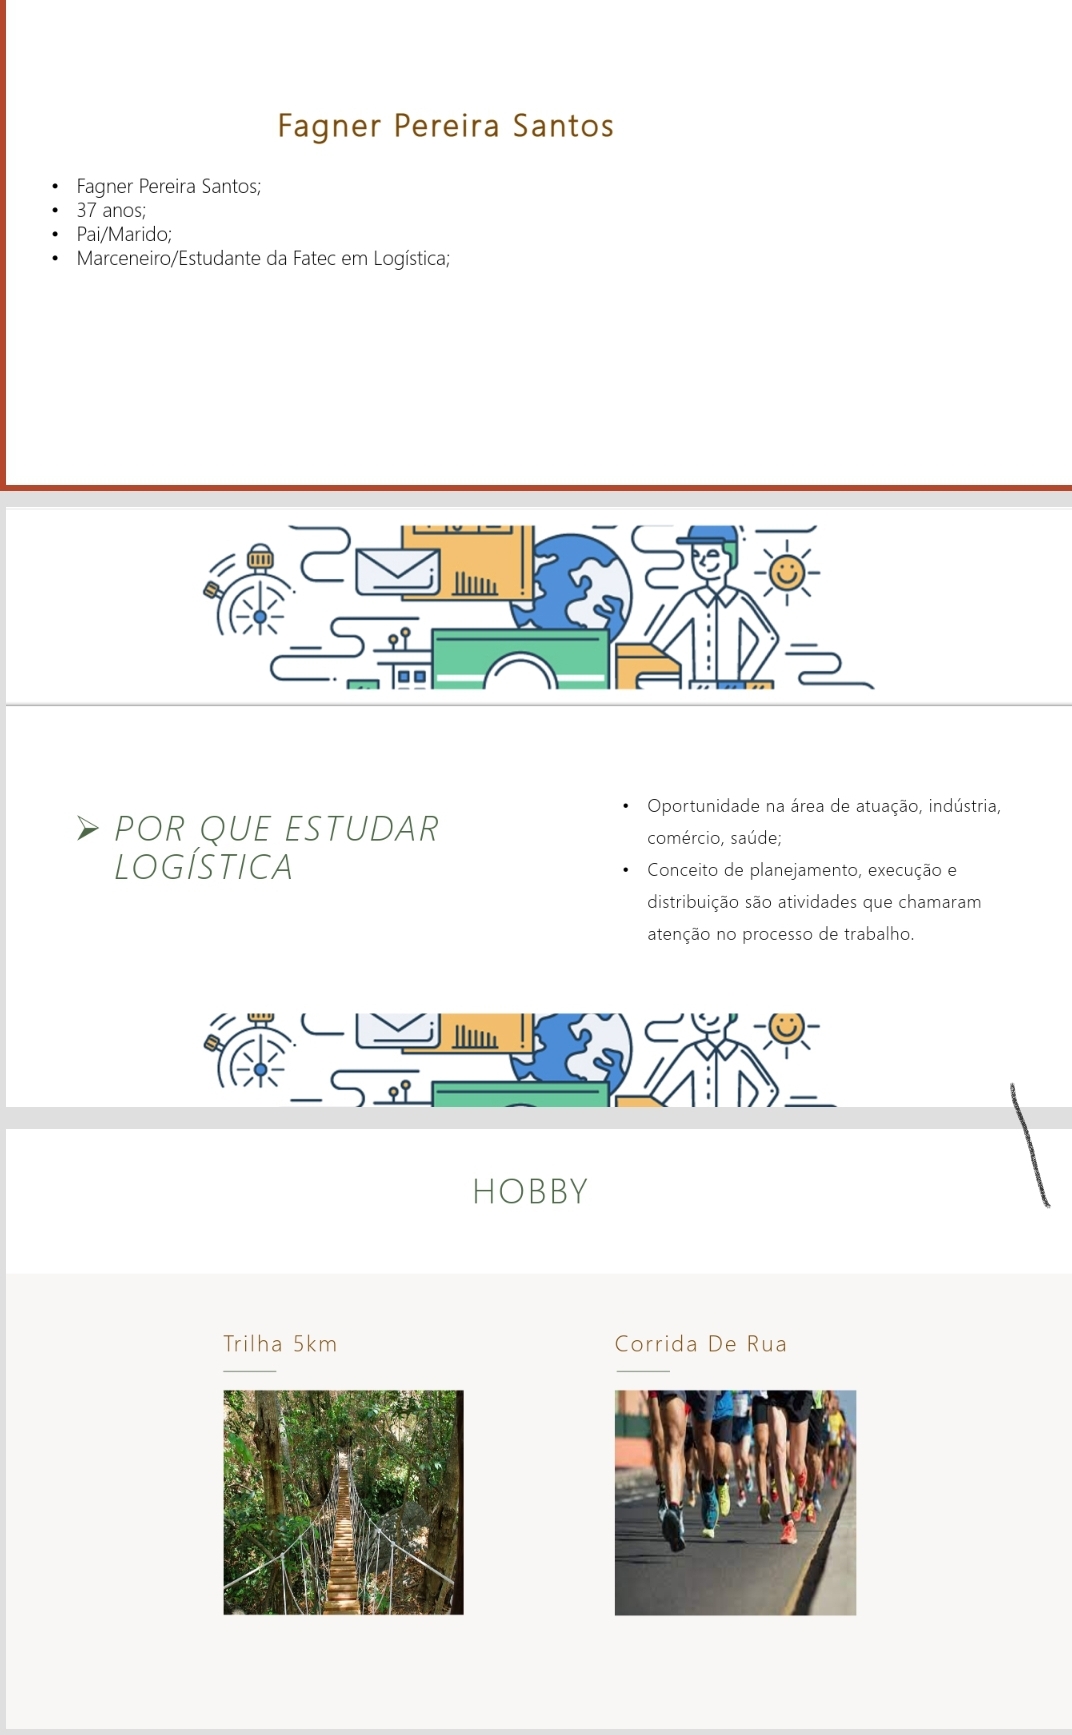 Fagner Pereira Santos
• Fagner Pereira Santos;
• 37 anos;
• Pai/Marido;
• Marceneiro/Estudante da Fatec em Logística;
➢ POR QUE ESTUDAR
LOGÍSTICA
• Oportunidade na área de atuação, indústria,
comércio, saúde;
• Conceito de planejamento, execução e
distribuição são atividades que chamaram
atenção no processo de trabalho.
HOBBY
Trilha 5km
Corrida De Rua